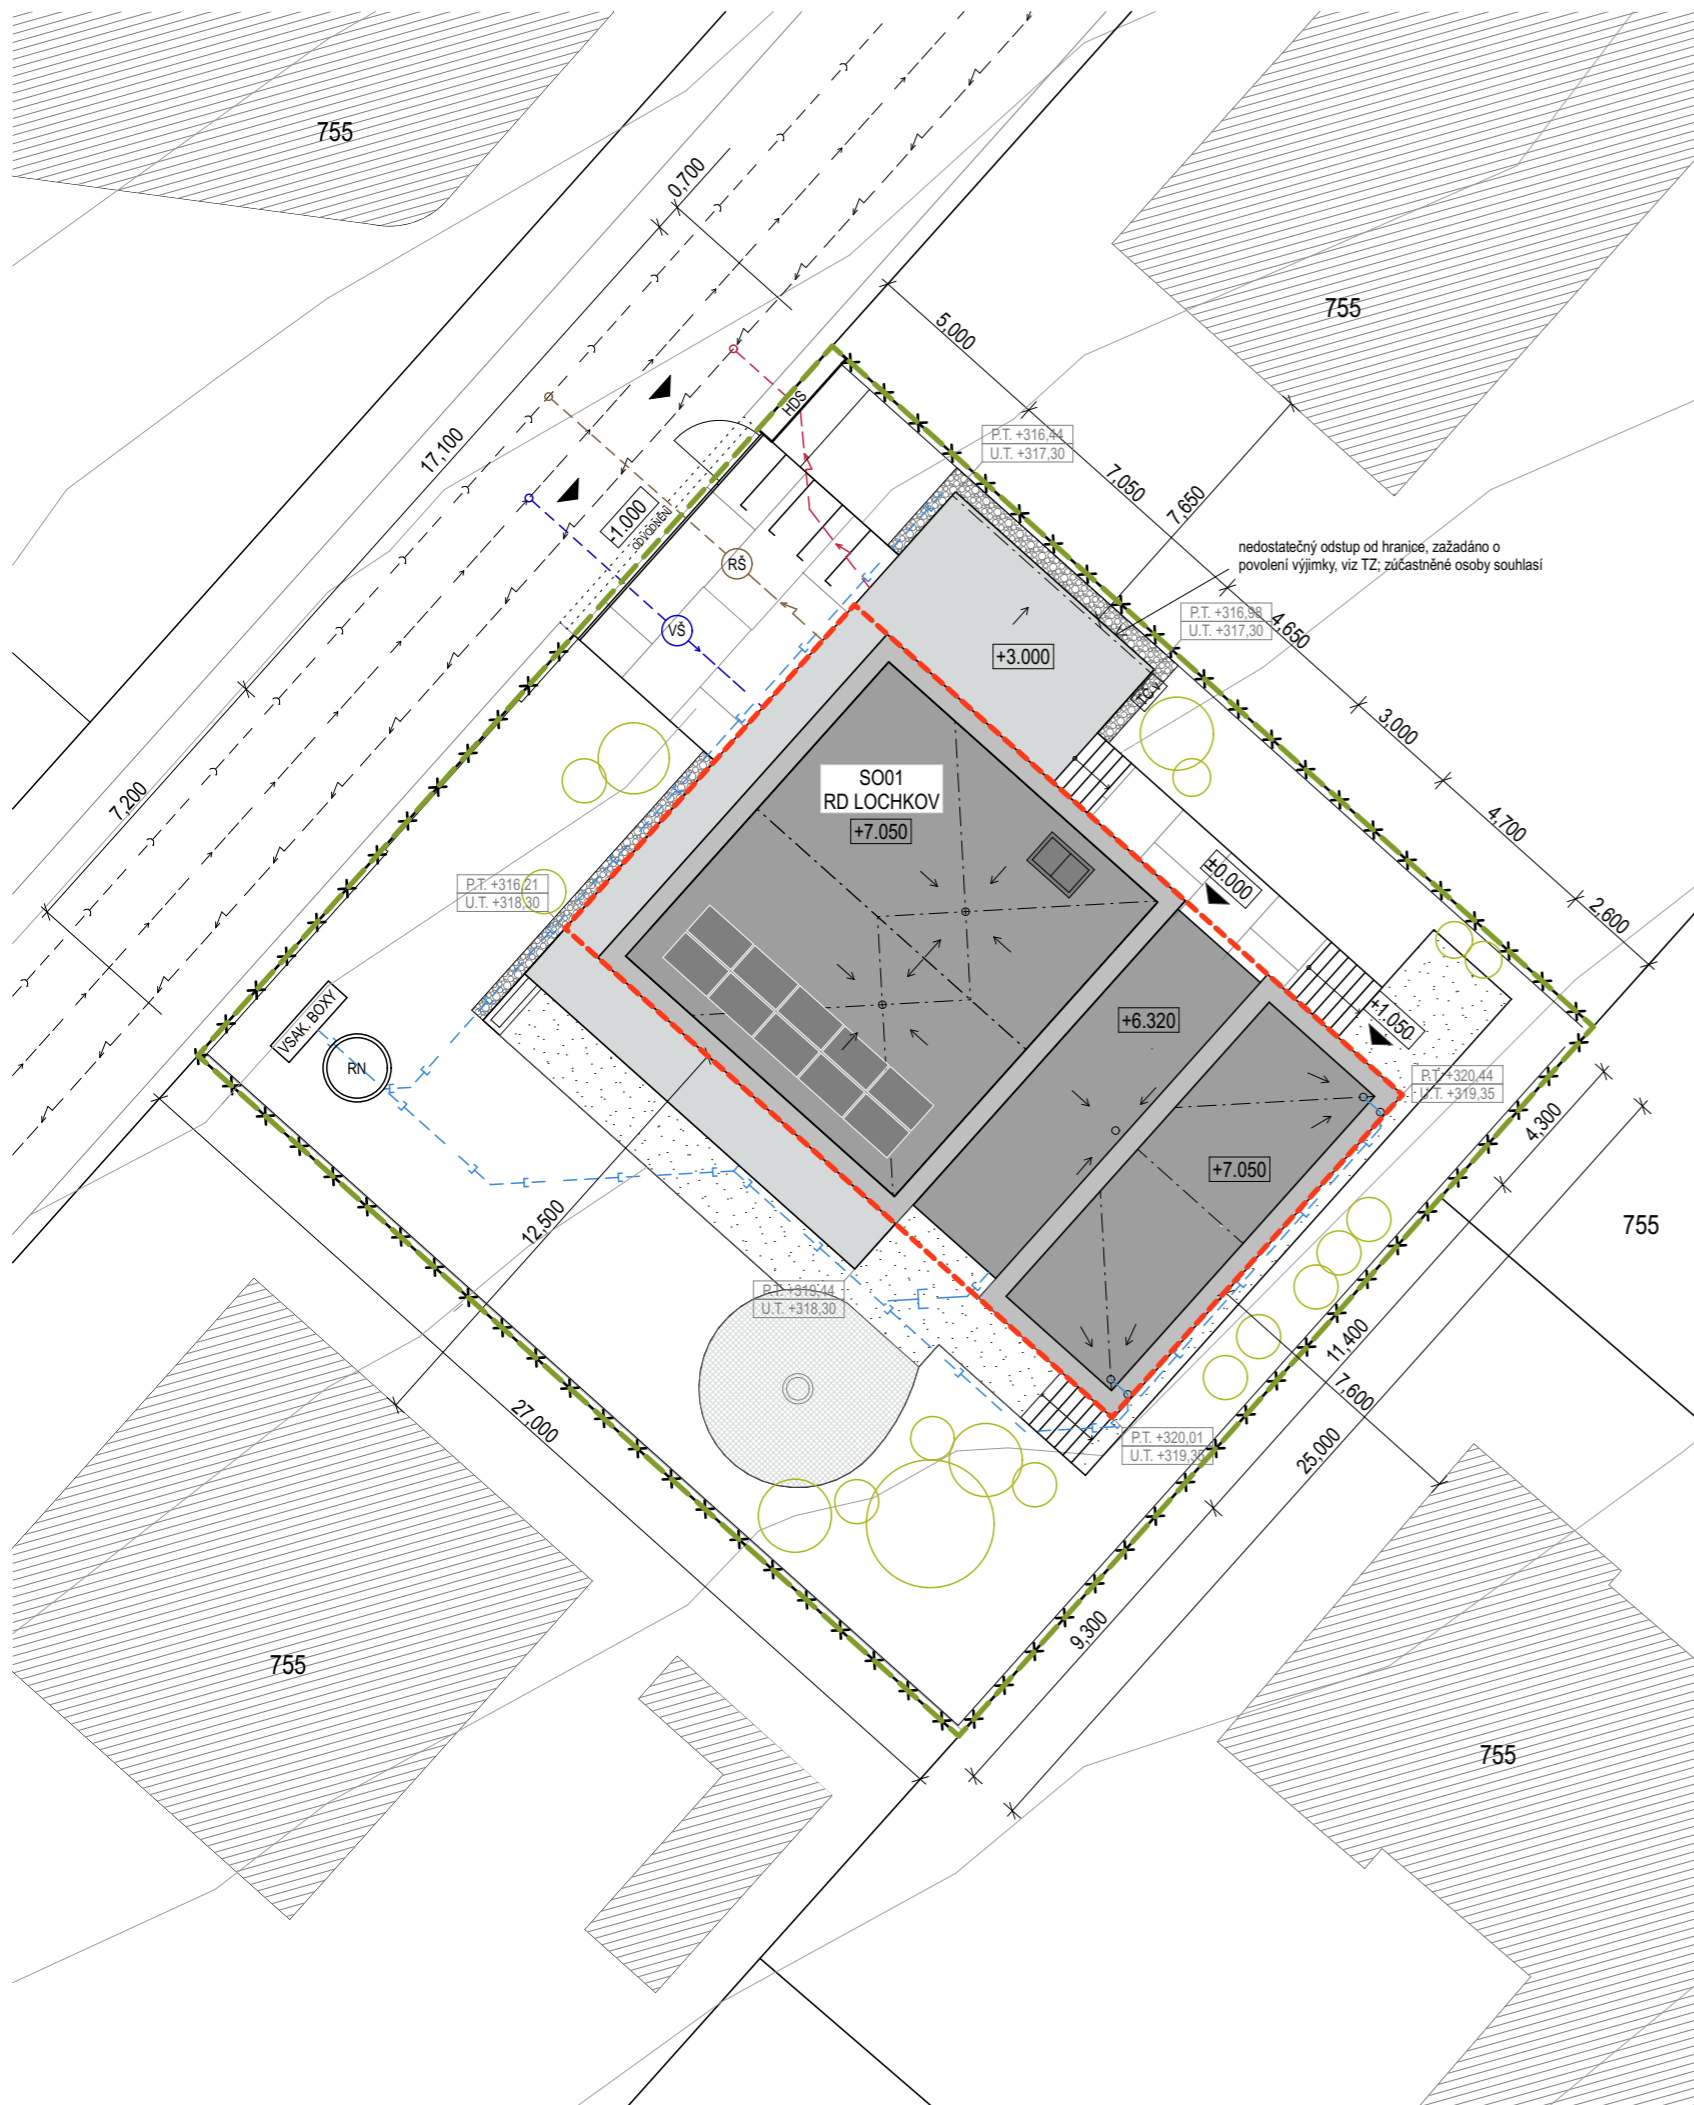 755
0,700
755
5,000
HDS
P.T. +316,44
U.T. +317,30
17,100
7,050
7,650
-1.000
ODVODNĚNÍ
nedostatečný odstup od hranice, zažadáno o
povolení výjimky, viz TZ; zúčastněné osoby souhlasí
RŠ
P.T. +316,98
U.T. +317,30
VŠ
4,650
+3.000
TČV
3,000
SO01
RD LOCHKOV
+7.050
7,200
4,700
±0.000
P.T. +316,21
U.T. +318,30
2,600
VSAK. BOXY
+6.320
+1.050
RN
P.T. +320,44
U.T. +319,35
4,300
+7.050
12,500
755
P.T. +319,44
U.T. +318,30
11,400
7,600
27,000
P.T. +320,01
U.T. +319,35
25,000
9,300
755
755